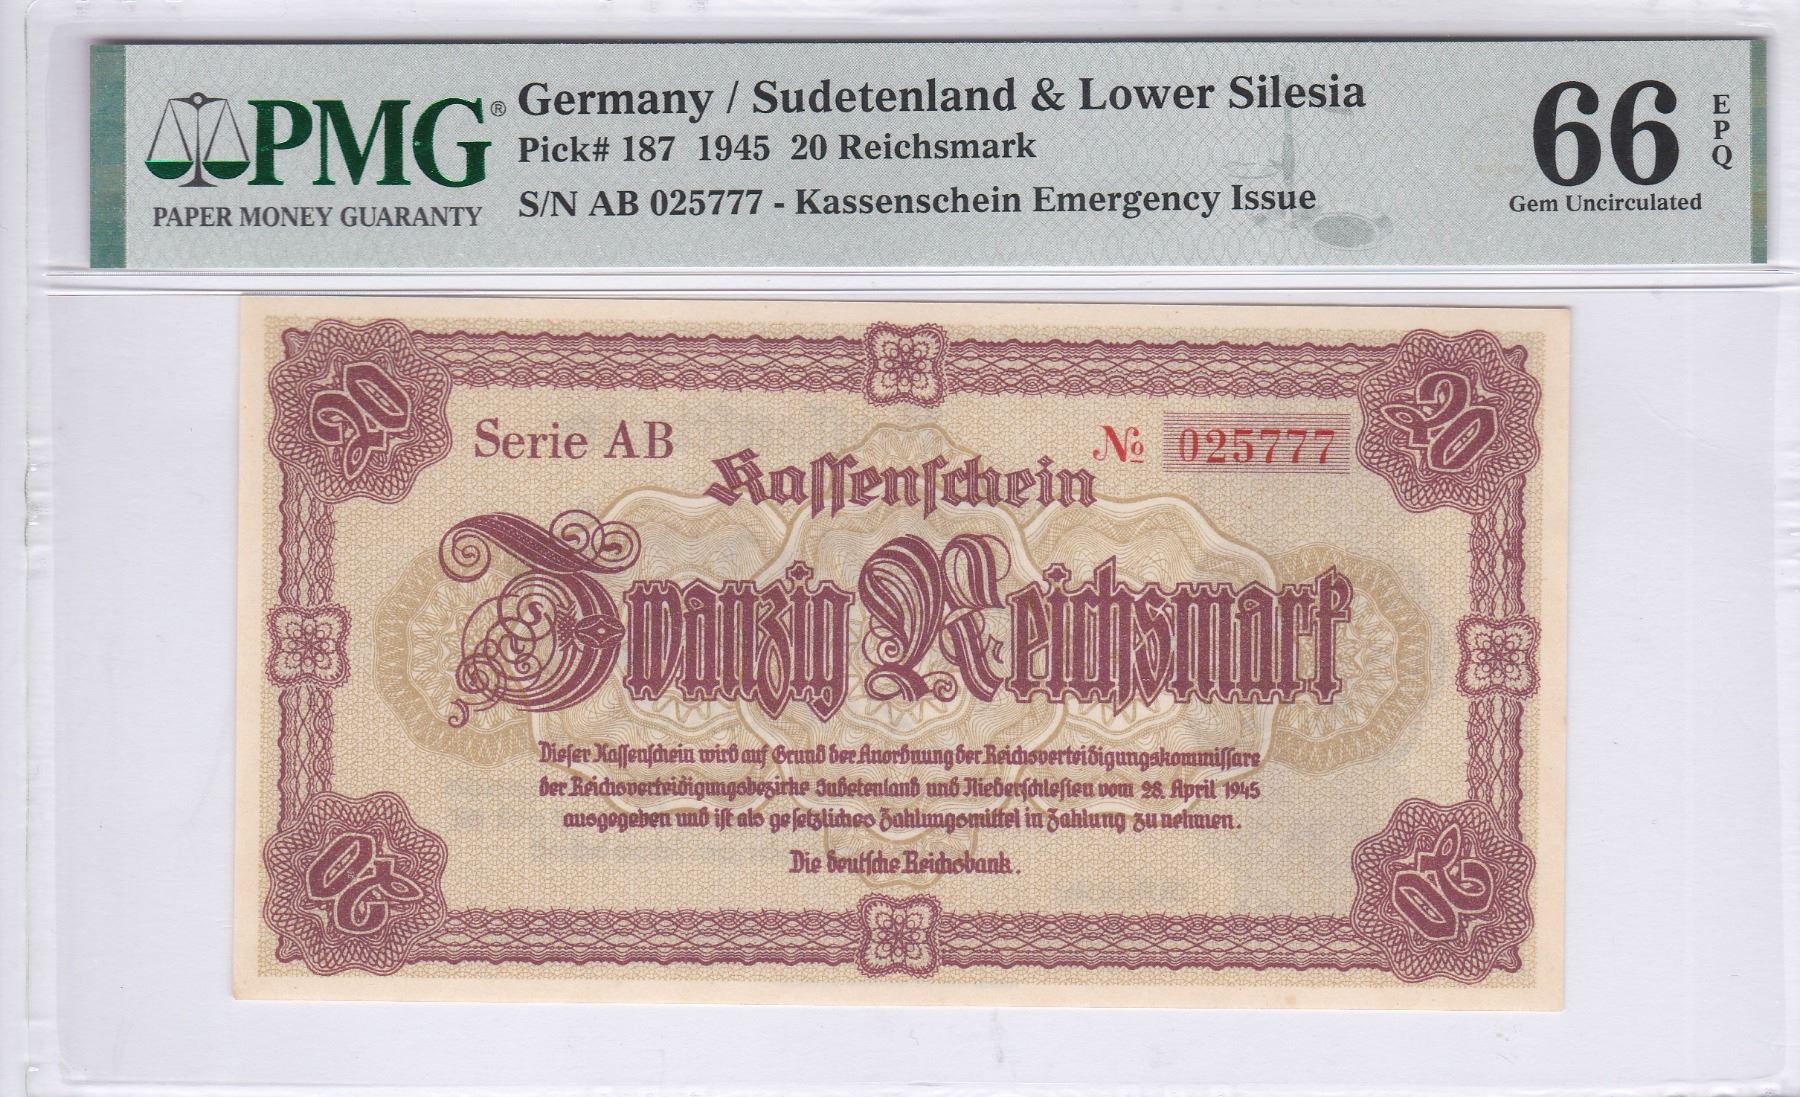 PMG®
PAPER MONEY GUARANTY
Germany / Sudetenland & Lower Silesia
Pick# 187 1945 20 Reichsmark
S/N AB 025777 - Kassenschein Emergency Issue
66 EPQ
Gem Uncirculated
20
20
Serie AB
№ 025777
Kassenschein
Zwanzig Reichsmark
Dieser Kassenschein wird auf Grund der Anordnung der Reichsverteidigungskommissare
der Reichsverteidigungsbezirke Sudetenland und Niederschlesien vom 28. April 1945
ausgegeben und ist als gesetzliches Zahlungsmittel in Zahlung zu nehmen.
Die deutsche Reichsbank.
20
20